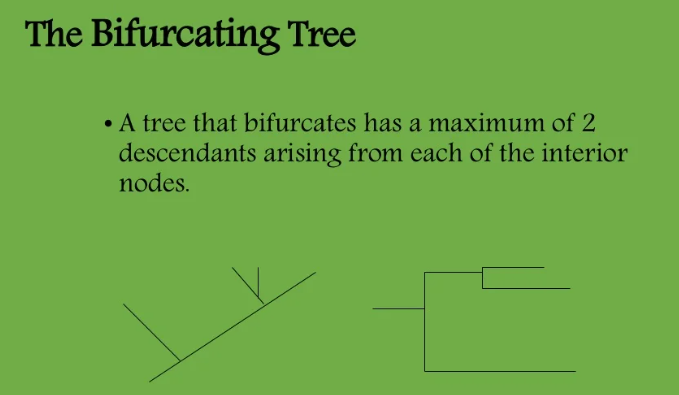 The Bifurcating Tree
• A tree that bifurcates has a maximum of 2
descendants arising from each of the interior
nodes.